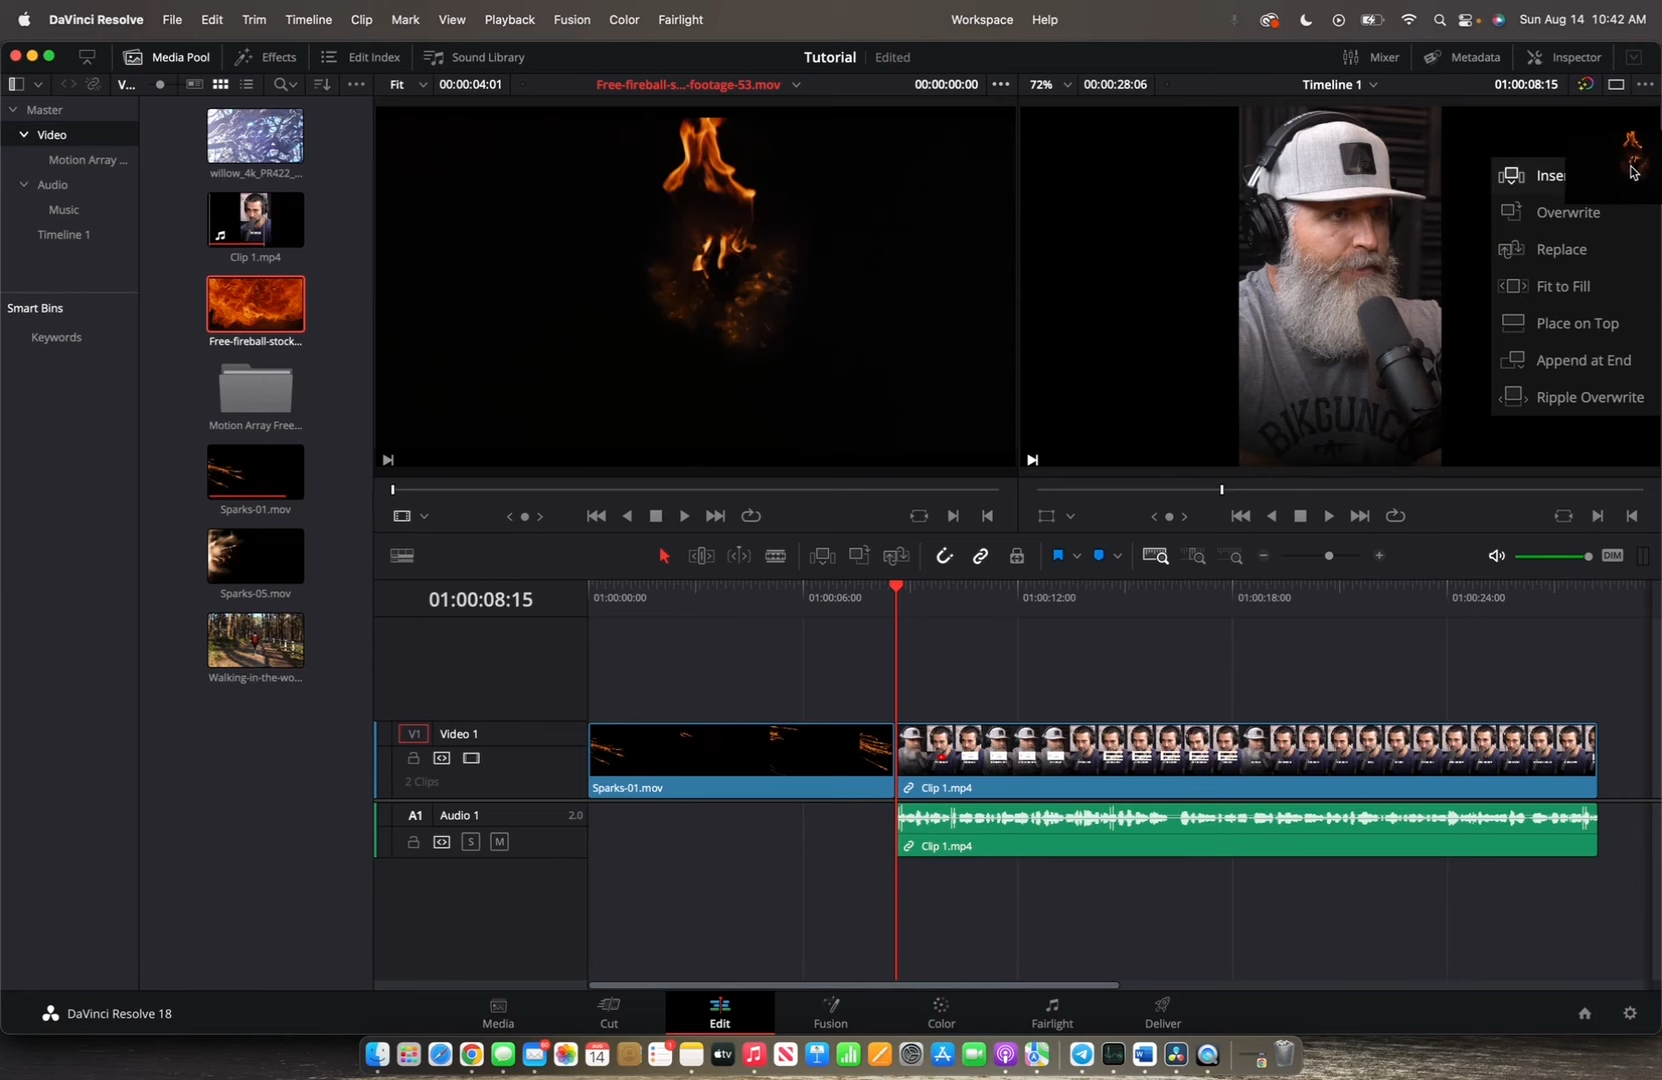 DaVinci Resolve File Edit Trim Timeline Clip Mark View Playback Fusion Color Fairlight Workspace Help Sun Aug 14 10:42 AM
Media Pool Effects Edit Index Sound Library Tutorial Edited Mixer Metadata Inspector
V... Fit 00:00:04:01 Free-fireball-s...-footage-53.mov 00:00:00:00 72% 00:00:28:06 Timeline 1 01:00:08:15
Master
Video
Motion Array ...
Audio
Music
Timeline 1
Smart Bins
Keywords
willow_4k_PR422_...
Clip 1.mp4
Free-fireball-stock...
Motion Array Free...
Sparks-01.mov
Sparks-05.mov
Walking-in-the-wo...
Inser
Overwrite
Replace
Fit to Fill
Place on Top
Append at End
Ripple Overwrite
BIKGUNCO
DIM
01:00:08:15
01:00:00:00 01:00:06:00 01:00:12:00 01:00:18:00 01:00:24:00
V1 Video 1
2 Clips
Sparks-01.mov Clip 1.mp4
A1 Audio 1 2.0
S M
Clip 1.mp4
DaVinci Resolve 18
Media Cut Edit Fusion Color Fairlight Deliver
AUG
14
tv